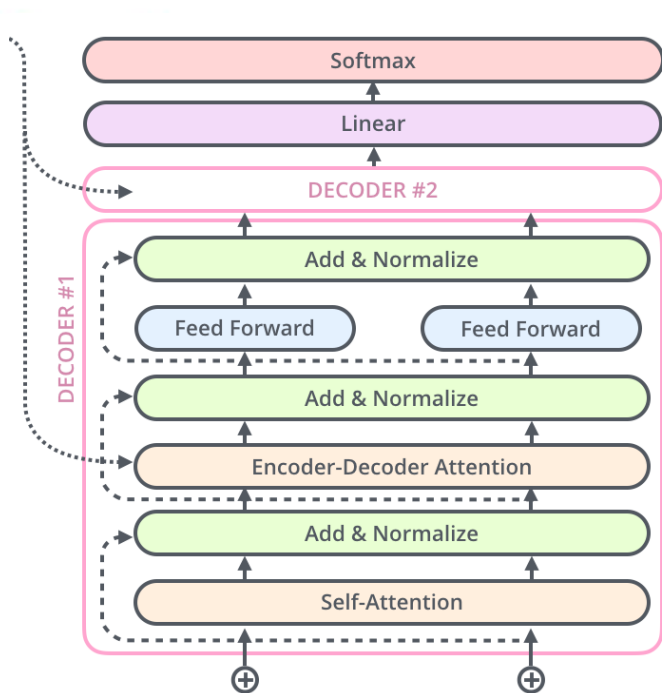 Softmax
Linear
DECODER #2
DECODER #1
Add & Normalize
Feed Forward
Feed Forward
Add & Normalize
Encoder-Decoder Attention
Add & Normalize
Self-Attention